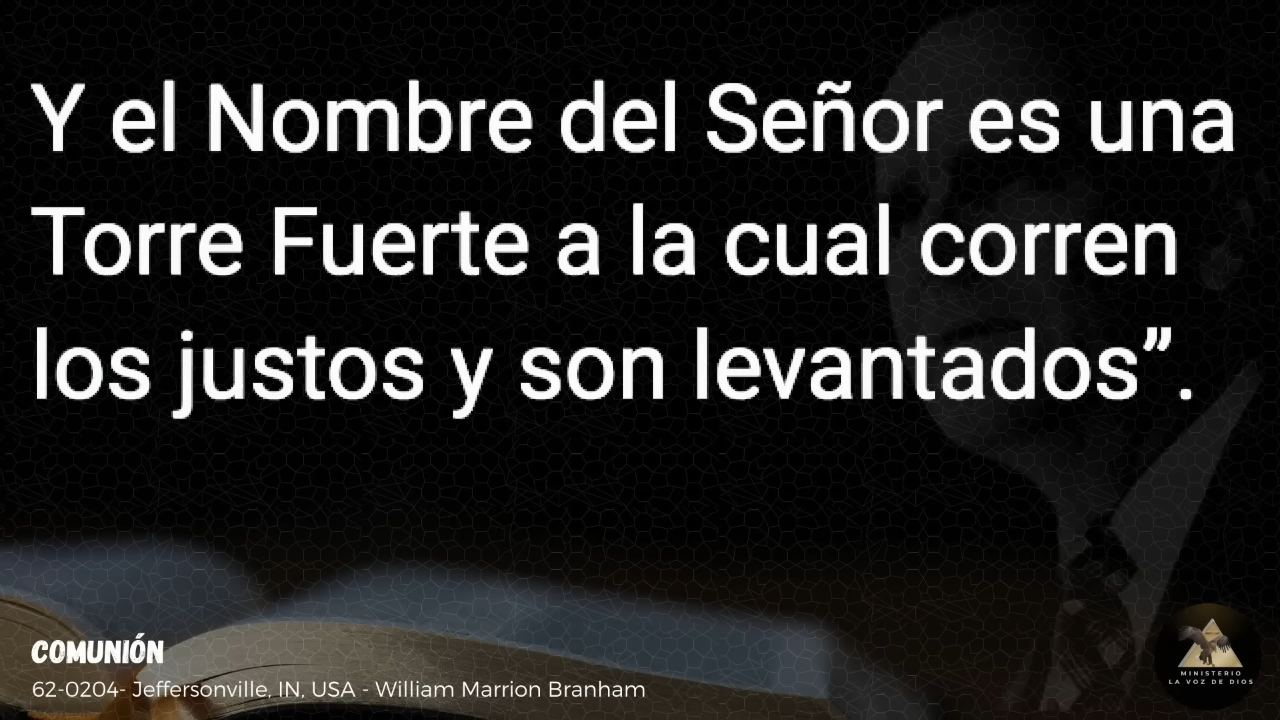 Y el Nombre del Señor es una
Torre Fuerte a la cual corren
los justos y son levantados”.
COMUNIÓN
62-0204- Jeffersonville, IN, USA - William Marrion Branham
MINISTERIO
LA VOZ DE DIOS